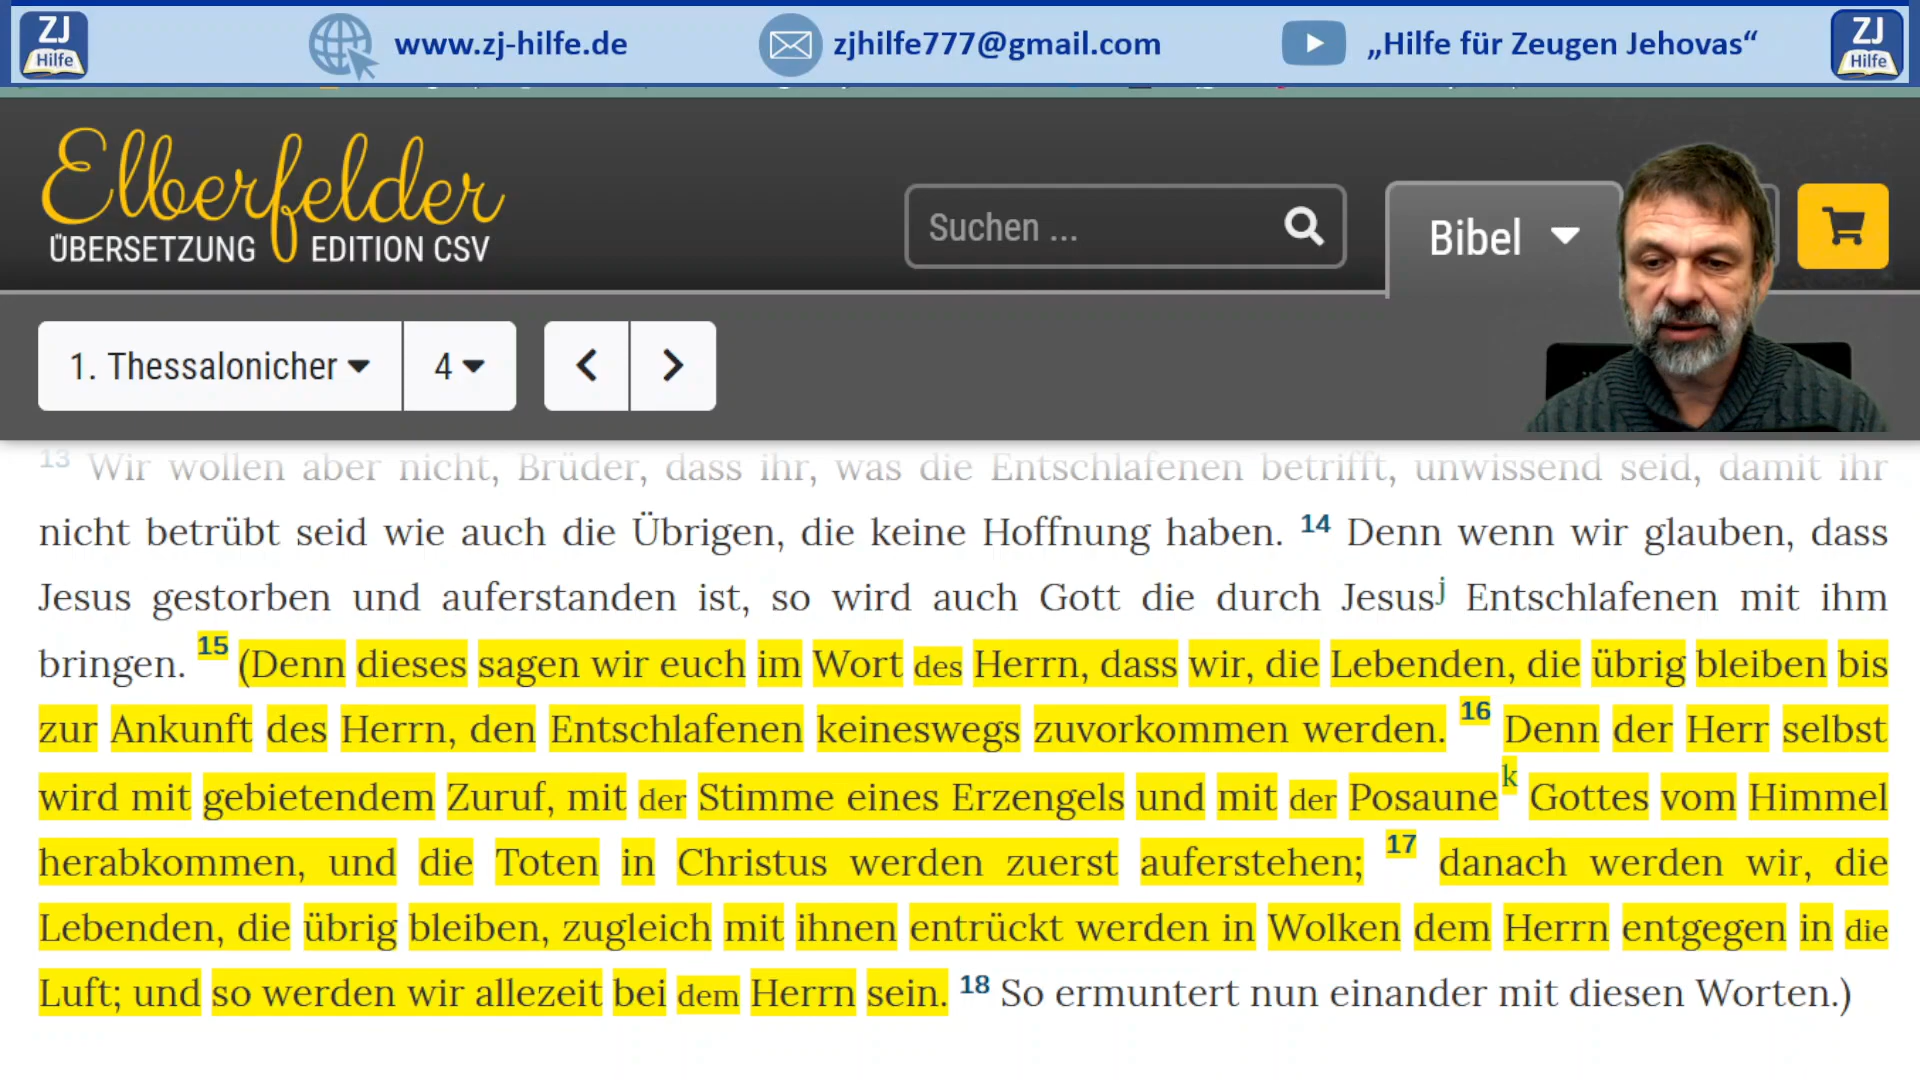 ZJ
Hilfe
www.zj-hilfe.de
zjhilfe777@gmail.com
„Hilfe für Zeugen Jehovas“
ZJ
Hilfe
Elberfelder
ÜBERSETZUNG EDITION CSV
Suchen ...
Bibel
1. Thessalonicher
4
13 Wir wollen aber nicht, Brüder, dass ihr, was die Entschlafenen betrifft, unwissend seid, damit ihr
nicht betrübt seid wie auch die Übrigen, die keine Hoffnung haben. 14 Denn wenn wir glauben, dass
Jesus gestorben und auferstanden ist, so wird auch Gott die durch Jesusj Entschlafenen mit ihm
bringen. 15 (Denn dieses sagen wir euch im Wort des Herrn, dass wir, die Lebenden, die übrig bleiben bis
zur Ankunft des Herrn, den Entschlafenen keineswegs zuvorkommen werden. 16 Denn der Herr selbst
wird mit gebietendem Zuruf, mit der Stimme eines Erzengels und mit der Posaunek Gottes vom Himmel
herabkommen, und die Toten in Christus werden zuerst auferstehen; 17 danach werden wir, die
Lebenden, die übrig bleiben, zugleich mit ihnen entrückt werden in Wolken dem Herrn entgegen in die
Luft; und so werden wir allezeit bei dem Herrn sein. 18 So ermuntert nun einander mit diesen Worten.)